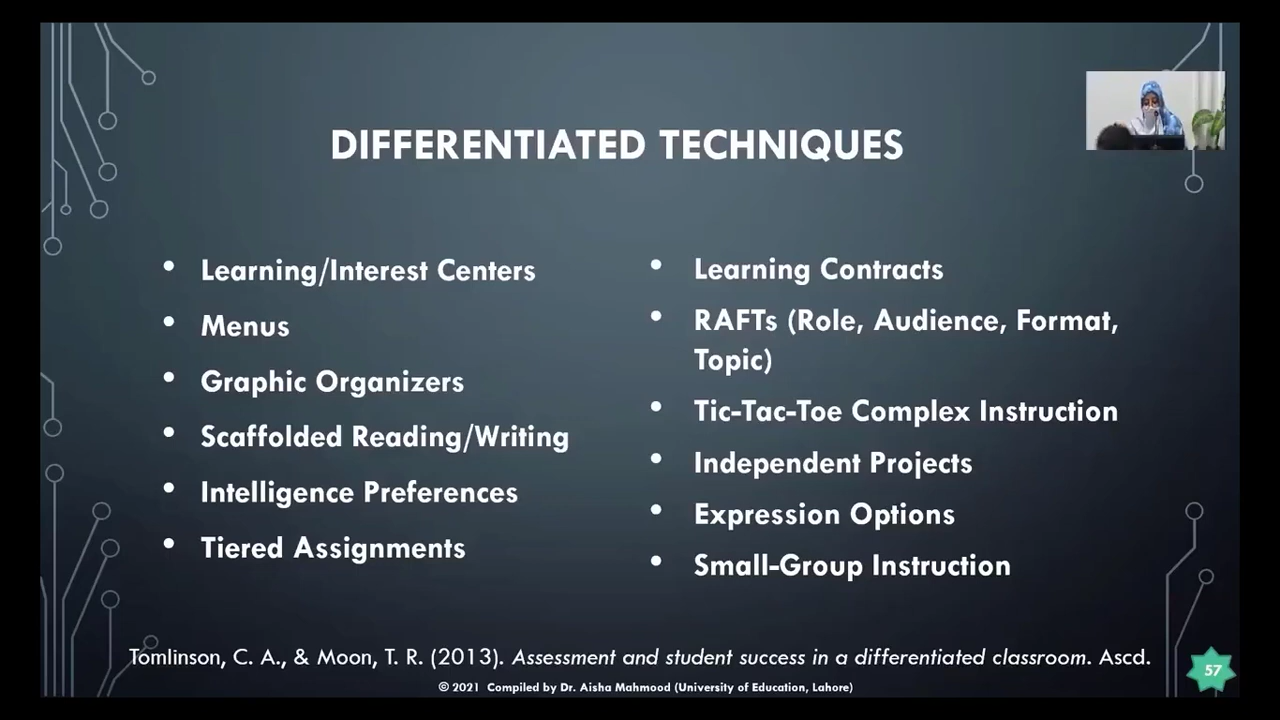 DIFFERENTIATED TECHNIQUES
• Learning/Interest Centers
• Menus
• Graphic Organizers
• Scaffolded Reading/Writing
• Intelligence Preferences
• Tiered Assignments
• Learning Contracts
• RAFTs (Role, Audience, Format,
Topic)
• Tic-Tac-Toe Complex Instruction
• Independent Projects
• Expression Options
• Small-Group Instruction
Tomlinson, C. A., & Moon, T. R. (2013). Assessment and student success in a differentiated classroom. Ascd.
© 2021 Compiled by Dr. Aisha Mahmood (University of Education, Lahore)
57